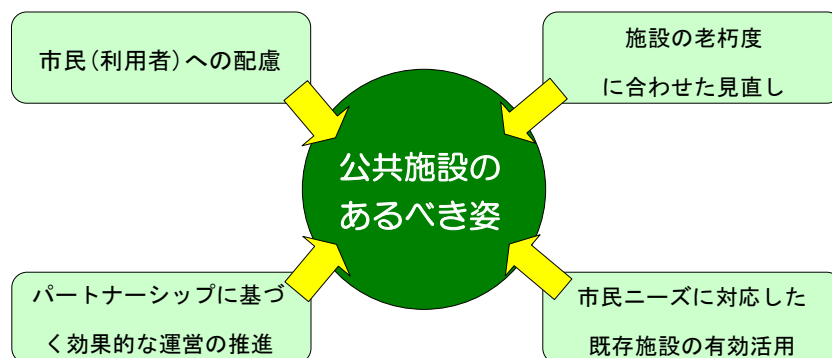 市民（利用者）への配慮
施設の老朽度
に合わせた見直し
公共施設の
あるべき姿
パートナーシップに基づ
く効果的な運営の推進
市民ニーズに対応した
既存施設の有効活用